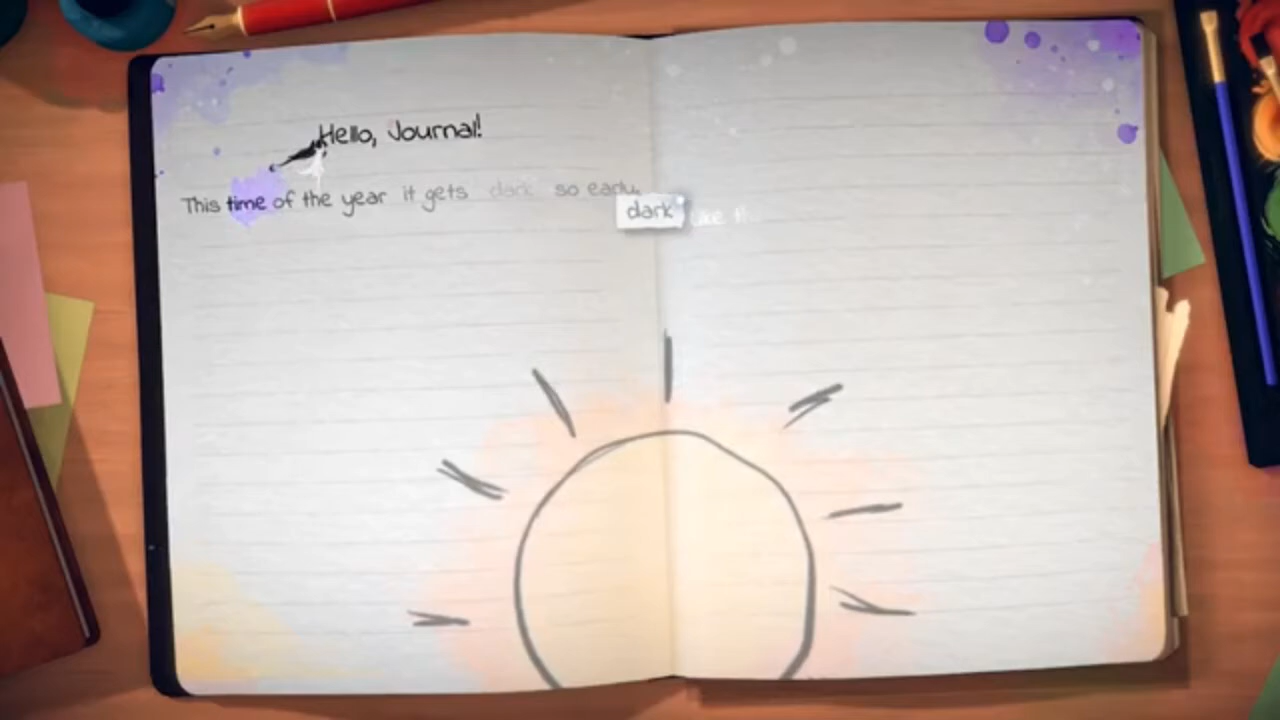 Hello, Journal!
This time of the year it gets dark so early.
dark